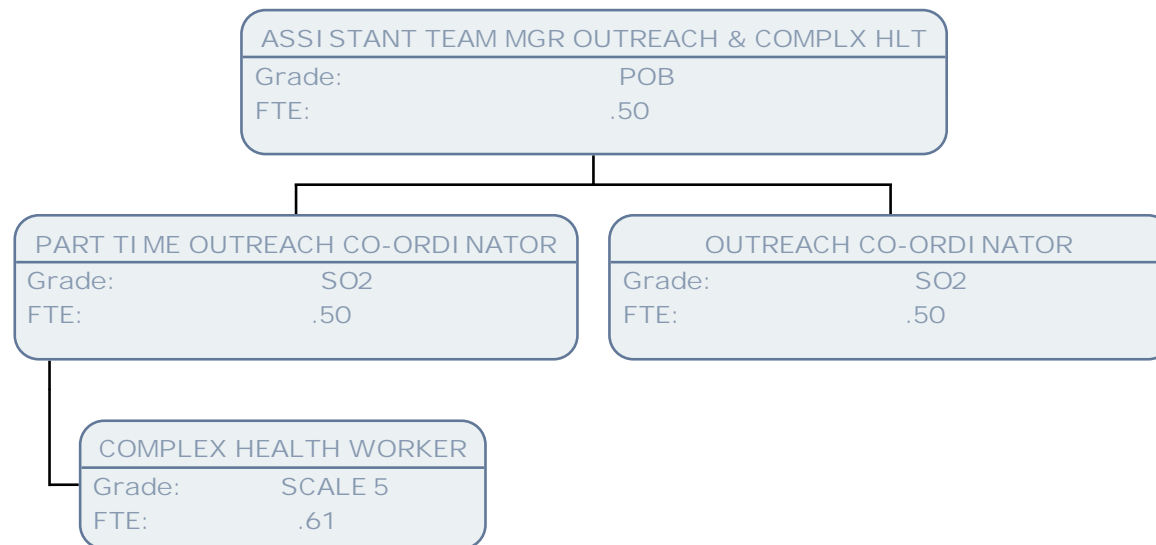 ASSISTANT TEAM MGR OUTREACH & COMPLX HLT
Grade: POB
FTE: .50
PART TIME OUTREACH CO-ORDINATOR
Grade: SO2
FTE: .50
OUTREACH CO-ORDINATOR
Grade: SO2
FTE: .50
COMPLEX HEALTH WORKER
Grade: SCALE 5
FTE: .61